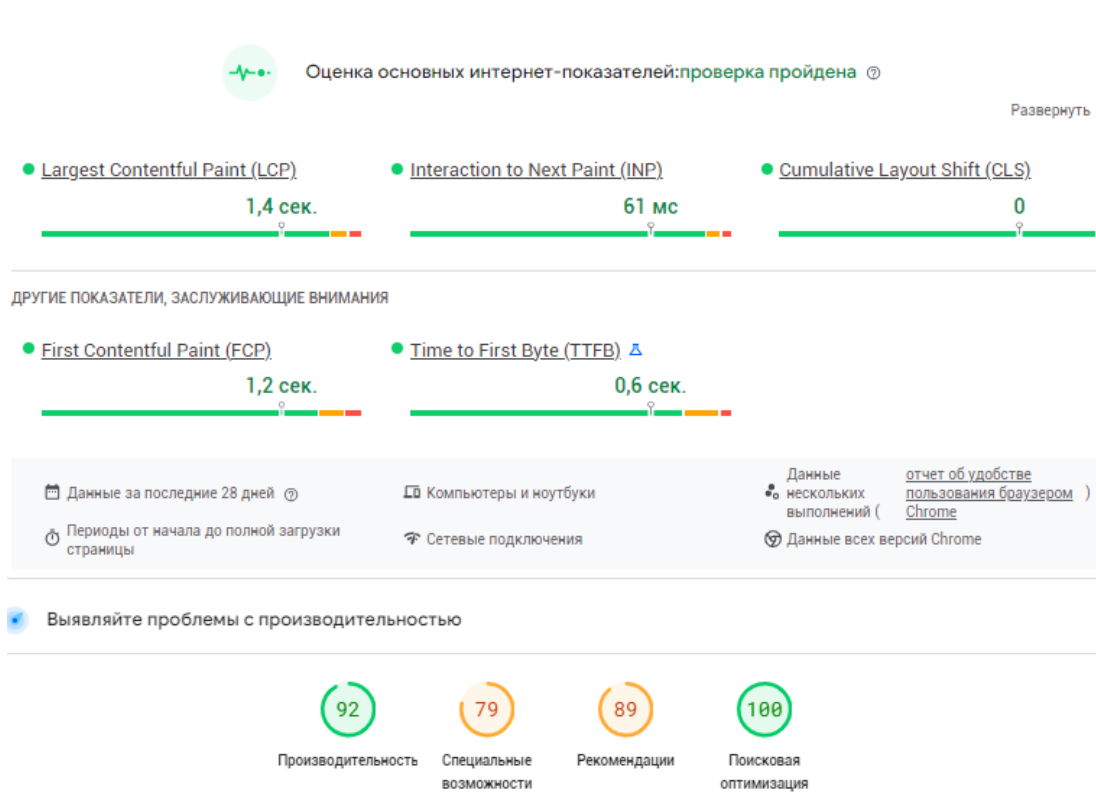 Оценка основных интернет-показателей:проверка пройдена
Развернуть
Largest Contentful Paint (LCP)
1,4 сек.
Interaction to Next Paint (INP)
61 мс
Cumulative Layout Shift (CLS)
0
ДРУГИЕ ПОКАЗАТЕЛИ, ЗАСЛУЖИВАЮЩИЕ ВНИМАНИЯ
First Contentful Paint (FCP)
1,2 сек.
Time to First Byte (TTFB)
0,6 сек.
Данные за последние 28 дней
Компьютеры и ноутбуки
Данные
нескольких
выполнений (
отчет об удобстве
пользования браузером )
Chrome
Периоды от начала до полной загрузки
страницы
Сетевые подключения
Данные всех версий Chrome
Выявляйте проблемы с производительностью
92
Производительность
79
Специальные
возможности
89
Рекомендации
100
Поисковая
оптимизация